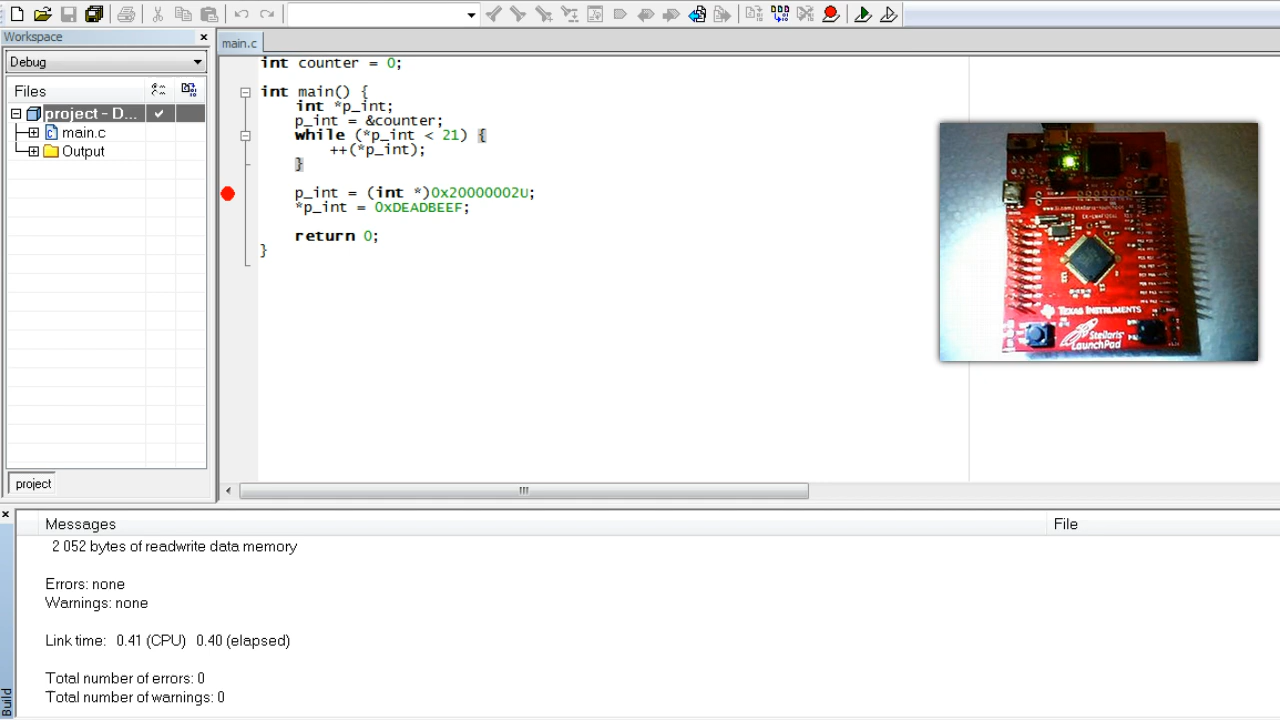 Workspace
Debug
Files
project - D...
main.c
Output
project
main.c
int counter = 0;
int main() {
int *p_int;
p_int = &counter;
while (*p_int < 21) {
++(*p_int);
}
p_int = (int *)0x20000002U;
*p_int = 0xDEADBEEF;
return 0;
}
TEXAS INSTRUMENTS
Stellaris
LaunchPad
Messages
File
2 052 bytes of readwrite data memory
Errors: none
Warnings: none
Link time: 0.41 (CPU) 0.40 (elapsed)
Total number of errors: 0
Total number of warnings: 0
Build